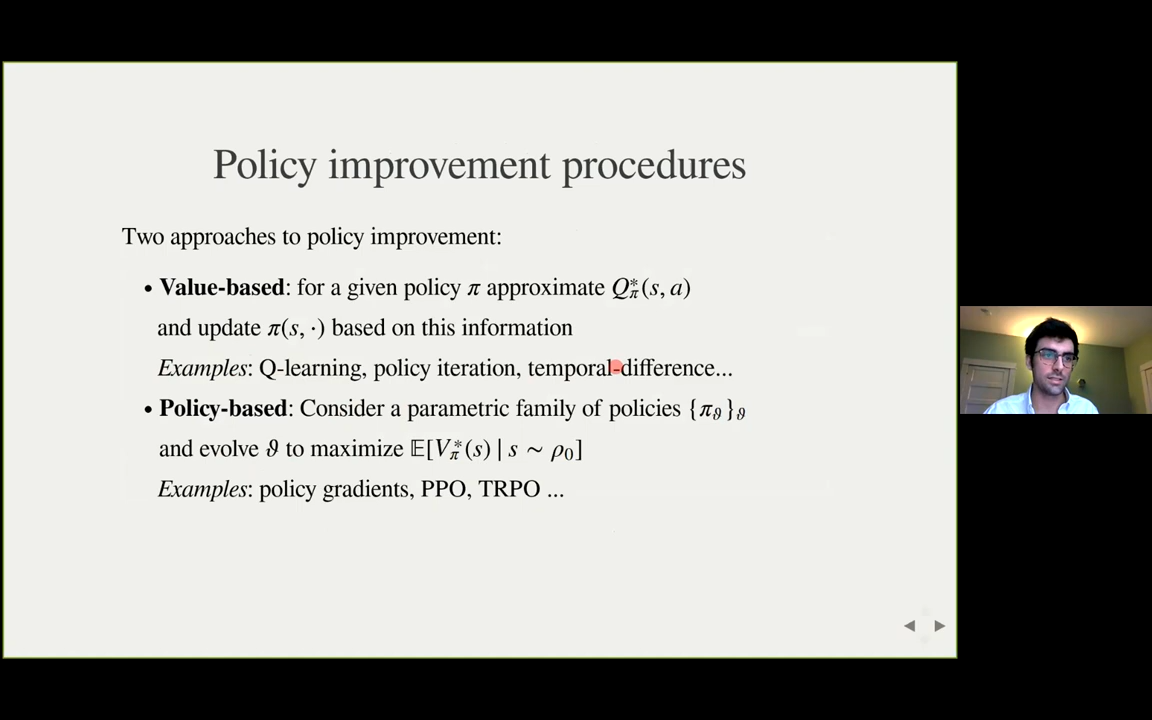 Policy improvement procedures
Two approaches to policy improvement:
• Value-based: for a given policy π approximate Q*π(s, a)
and update π(s, ·) based on this information
Examples: Q-learning, policy iteration, temporal-difference...
• Policy-based: Consider a parametric family of policies {πϑ}ϑ
and evolve ϑ to maximize 𝔼[V*π(s) | s ∼ ρ0]
Examples: policy gradients, PPO, TRPO ...